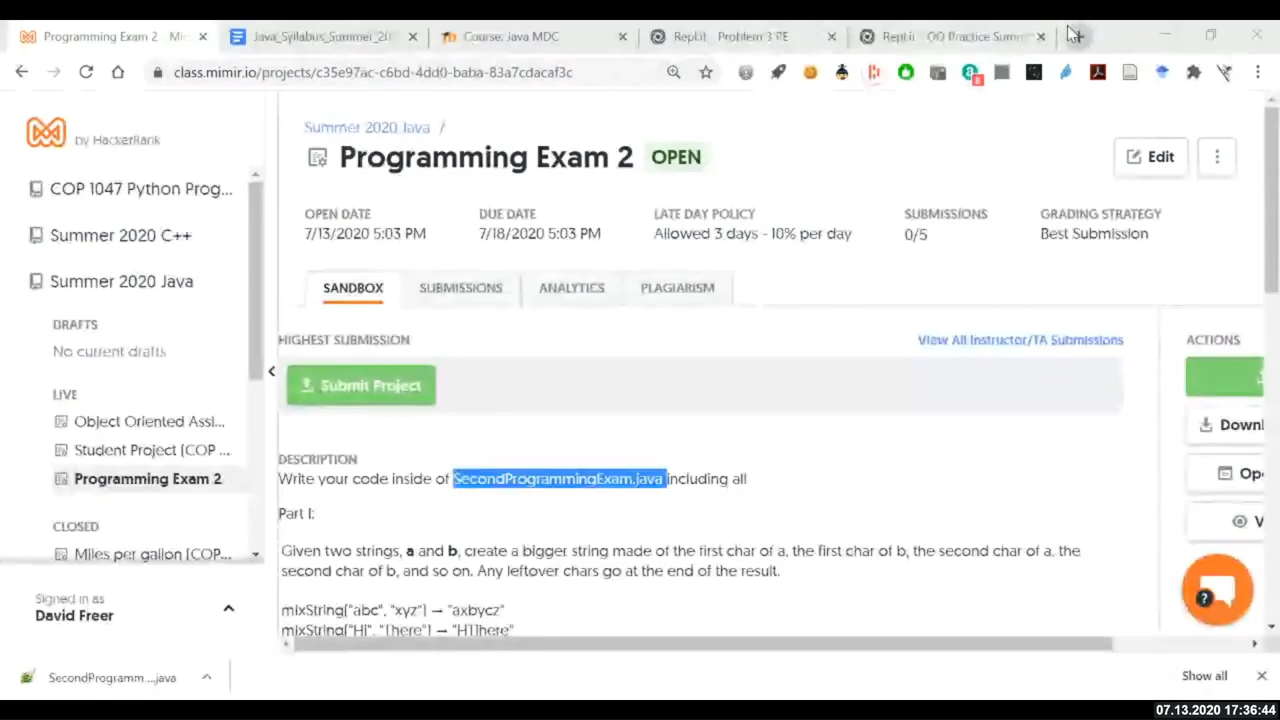 Programming Exam 2 - Mi
Java_Syllabus_Summer_20
Course: Java MDC
Repl.it - Problem 3 PE
Repl.it - OO Practice Summ
class.mimir.io/projects/c35e97ac-c6bd-4dd0-baba-83a7cdacaf3c
by HackerRank
COP 1047 Python Prog...
Summer 2020 C++
Summer 2020 Java
DRAFTS
No current drafts
LIVE
Object Oriented Assi...
Student Project (COP ...
Programming Exam 2
CLOSED
Miles per gallon (COP...
Signed in as
David Freer
Summer 2020 Java /
Programming Exam 2 OPEN
Edit
OPEN DATE
7/13/2020 5:03 PM
DUE DATE
7/18/2020 5:03 PM
LATE DAY POLICY
Allowed 3 days - 10% per day
SUBMISSIONS
0/5
GRADING STRATEGY
Best Submission
SANDBOX SUBMISSIONS ANALYTICS PLAGIARISM
HIGHEST SUBMISSION
View All Instructor/TA Submissions
Submit Project
DESCRIPTION
Write your code inside of SecondProgrammingExam.java including all
Part I:
Given two strings, a and b, create a bigger string made of the first char of a, the first char of b, the second char of a, the
second char of b, and so on. Any leftover chars go at the end of the result.
mixString("abc", "xyz") → "axbycz"
mixString("Hi", "There") → "HTihere"
ACTIONS
Downl
Op
V
SecondProgramm...java
Show all
07.13.2020 17:36:44